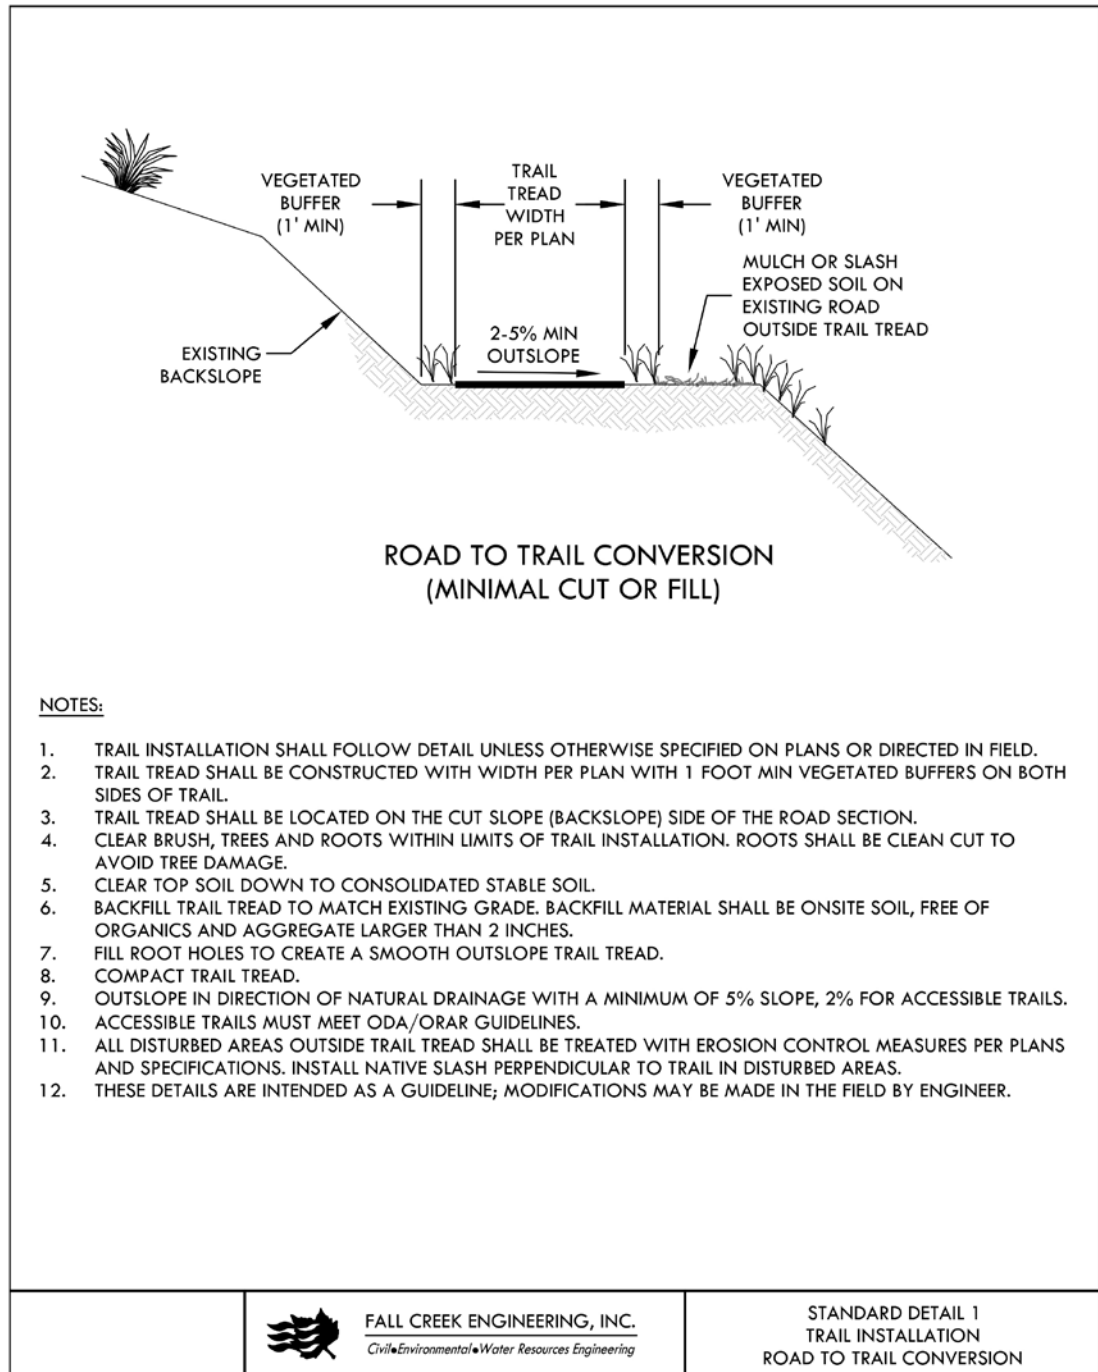 VEGETATED
BUFFER
(1' MIN)
TRAIL
TREAD
WIDTH
PER PLAN
VEGETATED
BUFFER
(1' MIN)
MULCH OR SLASH
EXPOSED SOIL ON
EXISTING ROAD
OUTSIDE TRAIL TREAD
2-5% MIN
OUTSLOPE
EXISTING
BACKSLOPE
ROAD TO TRAIL CONVERSION
(MINIMAL CUT OR FILL)
NOTES:
1. TRAIL INSTALLATION SHALL FOLLOW DETAIL UNLESS OTHERWISE SPECIFIED ON PLANS OR DIRECTED IN FIELD.
2. TRAIL TREAD SHALL BE CONSTRUCTED WITH WIDTH PER PLAN WITH 1 FOOT MIN VEGETATED BUFFERS ON BOTH
SIDES OF TRAIL.
3. TRAIL TREAD SHALL BE LOCATED ON THE CUT SLOPE (BACKSLOPE) SIDE OF THE ROAD SECTION.
4. CLEAR BRUSH, TREES AND ROOTS WITHIN LIMITS OF TRAIL INSTALLATION. ROOTS SHALL BE CLEAN CUT TO
AVOID TREE DAMAGE.
5. CLEAR TOP SOIL DOWN TO CONSOLIDATED STABLE SOIL.
6. BACKFILL TRAIL TREAD TO MATCH EXISTING GRADE. BACKFILL MATERIAL SHALL BE ONSITE SOIL, FREE OF
ORGANICS AND AGGREGATE LARGER THAN 2 INCHES.
7. FILL ROOT HOLES TO CREATE A SMOOTH OUTSLOPE TRAIL TREAD.
8. COMPACT TRAIL TREAD.
9. OUTSLOPE IN DIRECTION OF NATURAL DRAINAGE WITH A MINIMUM OF 5% SLOPE, 2% FOR ACCESSIBLE TRAILS.
10. ACCESSIBLE TRAILS MUST MEET ODA/ORAR GUIDELINES.
11. ALL DISTURBED AREAS OUTSIDE TRAIL TREAD SHALL BE TREATED WITH EROSION CONTROL MEASURES PER PLANS
AND SPECIFICATIONS. INSTALL NATIVE SLASH PERPENDICULAR TO TRAIL IN DISTURBED AREAS.
12. THESE DETAILS ARE INTENDED AS A GUIDELINE; MODIFICATIONS MAY BE MADE IN THE FIELD BY ENGINEER.
FALL CREEK ENGINEERING, INC.
Civil•Environmental•Water Resources Engineering
STANDARD DETAIL 1
TRAIL INSTALLATION
ROAD TO TRAIL CONVERSION